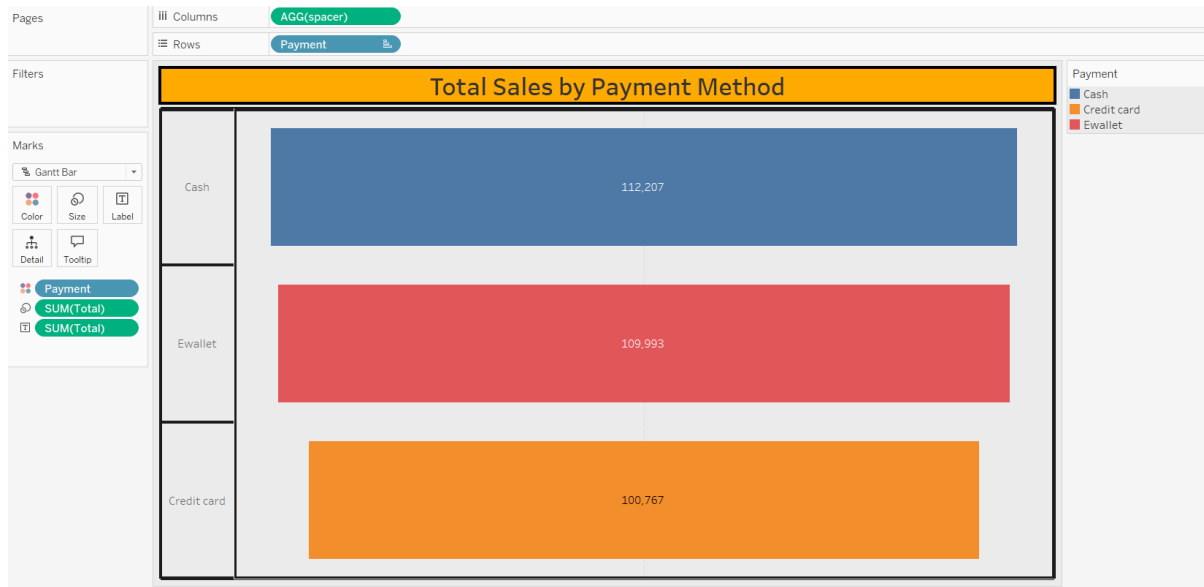 Pages
Columns
AGG(spacer)
Rows
Payment
Filters
Marks
Gantt Bar
Color
Size
Label
Detail
Tooltip
Payment
SUM(Total)
SUM(Total)
Total Sales by Payment Method
Cash
112,207
Ewallet
109,993
Credit card
100,767
Payment
Cash
Credit card
Ewallet